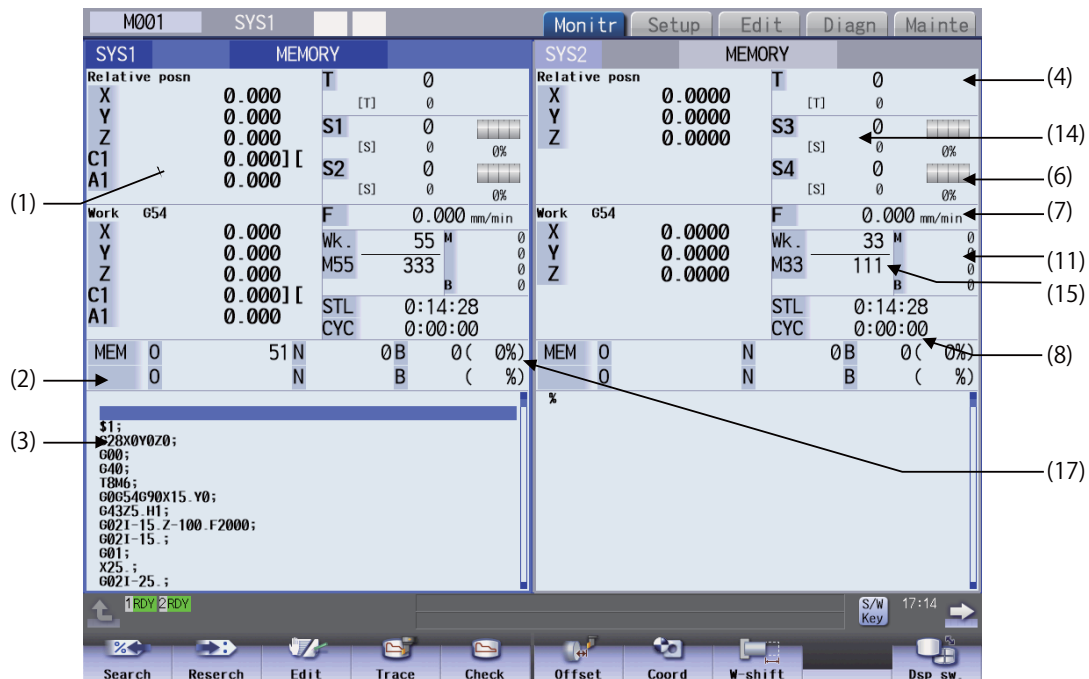 M001 SYS1 Monitr Setup Edit Diagn Mainte
SYS1 MEMORY
Relative posn
X 0.000
Y 0.000
Z 0.000
C1 0.000][
A1 0.000
T 0
[T] 0
S1 0
[S] 0 0%
S2 0
[S] 0 0%
Work G54
X 0.000
Y 0.000
Z 0.000
C1 0.000][
A1 0.000
F 0.000 mm/min
Wk. 55
M55 333
M 0
0
0
B 0
STL 0:14:28
CYC 0:00:00
MEM O 51 N 0 B 0( 0%)
O N B ( %)
$1;
G28X0Y0Z0;
G00;
G40;
T8M6;
G0G54G90X15.Y0;
G43Z5.H1;
G02I-15.Z-100.F2000;
G02I-15.;
G01;
X25.;
G02I-25.;
SYS2 MEMORY
Relative posn
X 0.0000
Y 0.0000
Z 0.0000
T 0
[T] 0
S3 0
[S] 0 0%
S4 0
[S] 0 0%
Work G54
X 0.0000
Y 0.0000
Z 0.0000
F 0.000 mm/min
Wk. 33
M33 111
M 0
0
0
B 0
STL 0:14:28
CYC 0:00:00
MEM O N 0 B 0( 0%)
O N B ( %)
%
1RDY 2RDY
S/W
Key
17:14
Search Reserch Edit Trace Check Offset Coord W-shift Dsp sw.
(1)
(2)
(3)
(4)
(14)
(6)
(7)
(11)
(15)
(8)
(17)